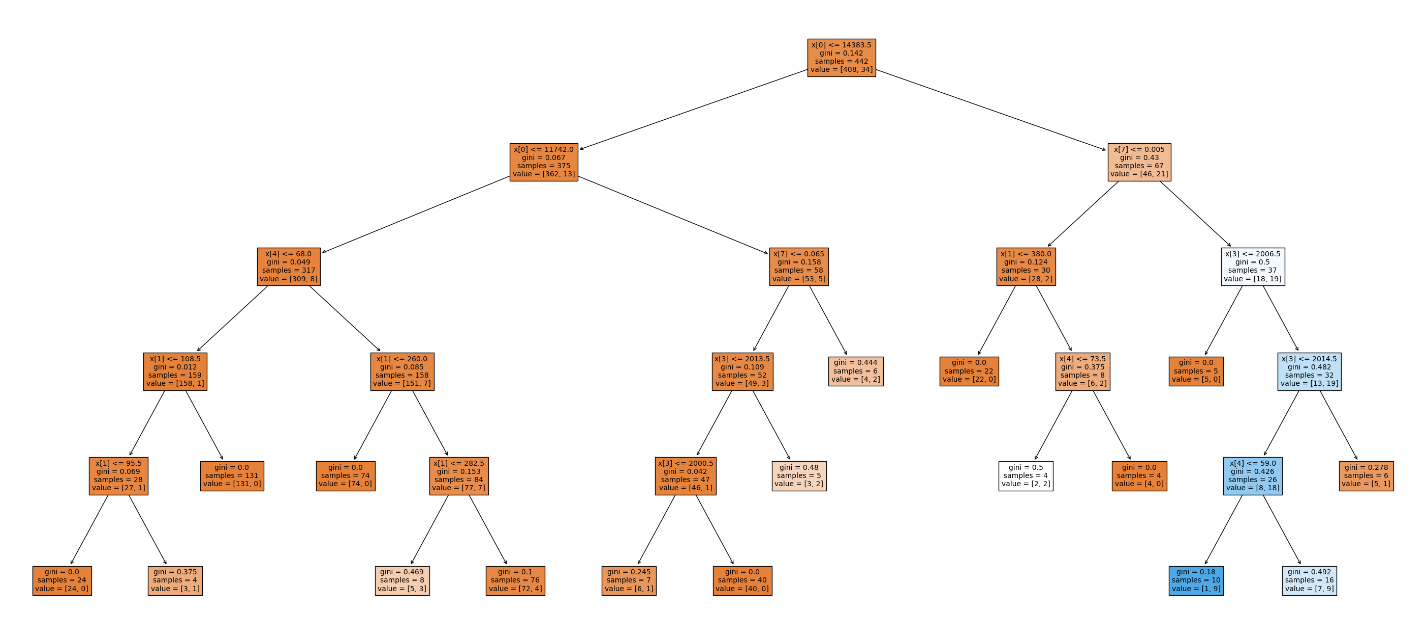 x[0] <= 14383.5
gini = 0.142
samples = 442
value = [408, 34]
x[0] <= 11742.0
gini = 0.067
samples = 375
value = [362, 13]
x[7] <= 0.005
gini = 0.43
samples = 67
value = [46, 21]
x[4] <= 68.0
gini = 0.049
samples = 317
value = [309, 8]
x[7] <= 0.065
gini = 0.158
samples = 58
value = [53, 5]
x[1] <= 380.0
gini = 0.124
samples = 30
value = [28, 2]
x[3] <= 2006.5
gini = 0.5
samples = 37
value = [18, 19]
x[1] <= 108.5
gini = 0.012
samples = 159
value = [158, 1]
x[1] <= 260.0
gini = 0.085
samples = 158
value = [151, 7]
x[3] <= 2013.5
gini = 0.109
samples = 52
value = [49, 3]
gini = 0.444
samples = 6
value = [4, 2]
gini = 0.0
samples = 22
value = [22, 0]
x[4] <= 73.5
gini = 0.375
samples = 8
value = [6, 2]
gini = 0.0
samples = 5
value = [5, 0]
x[3] <= 2014.5
gini = 0.482
samples = 32
value = [13, 19]
x[1] <= 95.5
gini = 0.069
samples = 28
value = [27, 1]
gini = 0.0
samples = 131
value = [131, 0]
gini = 0.0
samples = 74
value = [74, 0]
x[1] <= 282.5
gini = 0.153
samples = 84
value = [77, 7]
x[3] <= 2000.5
gini = 0.042
samples = 47
value = [46, 1]
gini = 0.48
samples = 5
value = [3, 2]
gini = 0.5
samples = 4
value = [2, 2]
gini = 0.0
samples = 4
value = [4, 0]
x[4] <= 59.0
gini = 0.426
samples = 26
value = [8, 18]
gini = 0.278
samples = 6
value = [5, 1]
gini = 0.0
samples = 24
value = [24, 0]
gini = 0.375
samples = 4
value = [3, 1]
gini = 0.469
samples = 8
value = [5, 3]
gini = 0.1
samples = 76
value = [72, 4]
gini = 0.245
samples = 7
value = [6, 1]
gini = 0.0
samples = 40
value = [40, 0]
gini = 0.18
samples = 10
value = [1, 9]
gini = 0.492
samples = 16
value = [7, 9]